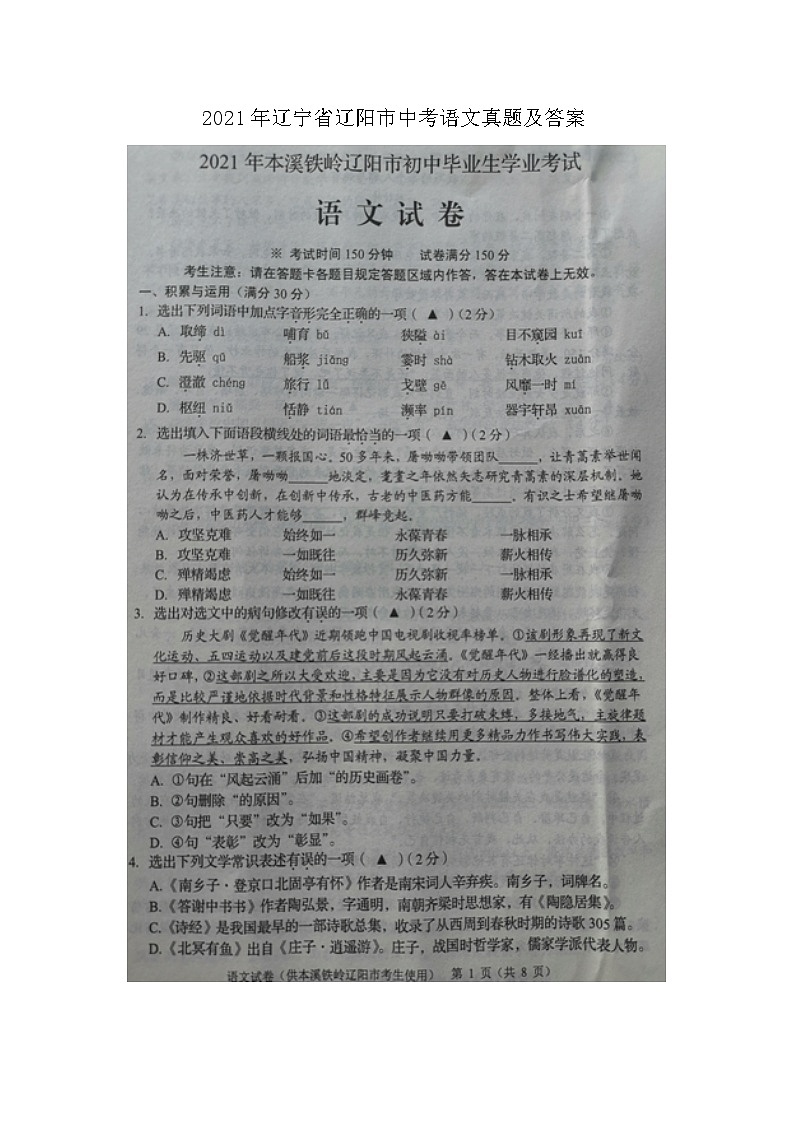 2021年辽宁省辽阳市中考语文真题及答案
2021年本溪铁岭辽阳市初中毕业生学业考试
语文试卷
※ 考试时间150分钟 试卷满分150分
考生注意：请在答题卡各题目规定答题区域内作答，答在本试卷上无效。
一、积累与运用（满分30分）
1. 选出下列词语中加点字音形完全正确的一项（ ▲ ）(2分)
A. 取缔 dì 哺育 bǔ 狭隘 ài 目不窥园 kuī
B. 先驱 qū 船桨 jiǎng 霎时 shà 钻木取火 zuān
C. 澄澈 chéng 旅行 lǚ 戈壁 gē 风靡一时 mí
D. 枢纽 niǔ 恬静 tián 濒率 pín 器宇轩昂 xuān
2. 选出填入下面语段横线处的词语最恰当的一项（ ▲ ）(2分)
一株济世草，一颗报国心。50多年来，屠呦呦带领团队_____，让青蒿素举世闻
名，面对荣誉，屠呦呦_____地淡定，耄耋之年依然矢志研究青蒿素的深层机制。她
认为在传承中创新，在创新中传承，古老的中医药方能_____．有识之士希望继屠呦
呦之后，中医药人才能够_____，群峰竞起。
A. 攻坚克难 始终如一 永葆青春 一脉相承
B. 攻坚克难 一如既往 历久弥新 薪火相传
C. 殚精竭虑 始终如一 历久弥新 一脉相承
D. 殚精竭虑 一如既往 永葆青春 薪火相传
3. 选出对选文中的病句修改有误的一项（ ▲ ）(2分)
历史大剧《觉醒年代》近期领跑中国电视剧收视率榜单。①该剧形象再现了新文
化运动、五四运动以及建党前后这段时期风起云涌。《觉醒年代》一经播出就赢得良
好口碑，②这部剧之所以大受欢迎，主要是因为它没有对历史人物进行脸谱化的塑造，
而是比较严谨地依据时代背景和性格特征展示人物群像的原因。整体上看，《觉醒年
代》制作精良、好看耐看。③这部剧的成功说明只要打破束缚，多接地气，主旋律题
材才能产生观众喜欢的好作品。④希望创作者继续用更多精品力作书写伟大实践，表
彰信仰之美、崇高之美，弘扬中国精神，凝聚中国力量。
A. ①句在“风起云涌”后加“的历史画卷”。
B. ②句删除“的原因”。
C. ③句把“只要”改为“如果”。
D. ④句“表彰”改为“彰显”。
4. 选出下列文学常识表述有误的一项（ ▲ ）(2分)
A.《南乡子·登京口北固亭有怀》作者是南宋词人辛弃疾。南乡子，词牌名。
B.《答谢中书书》作者陶弘景，字通明，南朝齐梁时思想家，有《陶隐居集》。
C.《诗经》是我国最早的一部诗歌总集，收录了从西周到春秋时期的诗歌305篇。
D.《北冥有鱼》出自《庄子·逍遥游》。庄子，战国时哲学家，儒家学派代表人物。
语文试卷（供本溪铁岭辽阳市考生使用） 第1页（共8页）